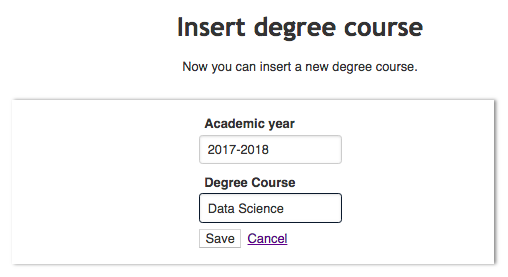 Insert degree course
Now you can insert a new degree course.
Academic year
2017-2018
Degree Course
Data Science
Save Cancel